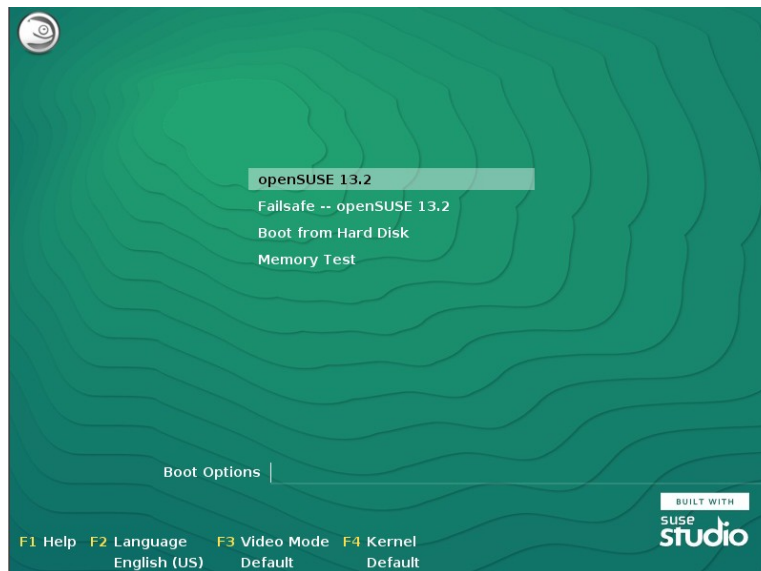 openSUSE 13.2
Failsafe -- openSUSE 13.2
Boot from Hard Disk
Memory Test
Boot Options
BUILT WITH
suse
studio
F1 Help F2 Language F3 Video Mode F4 Kernel
English (US) Default Default